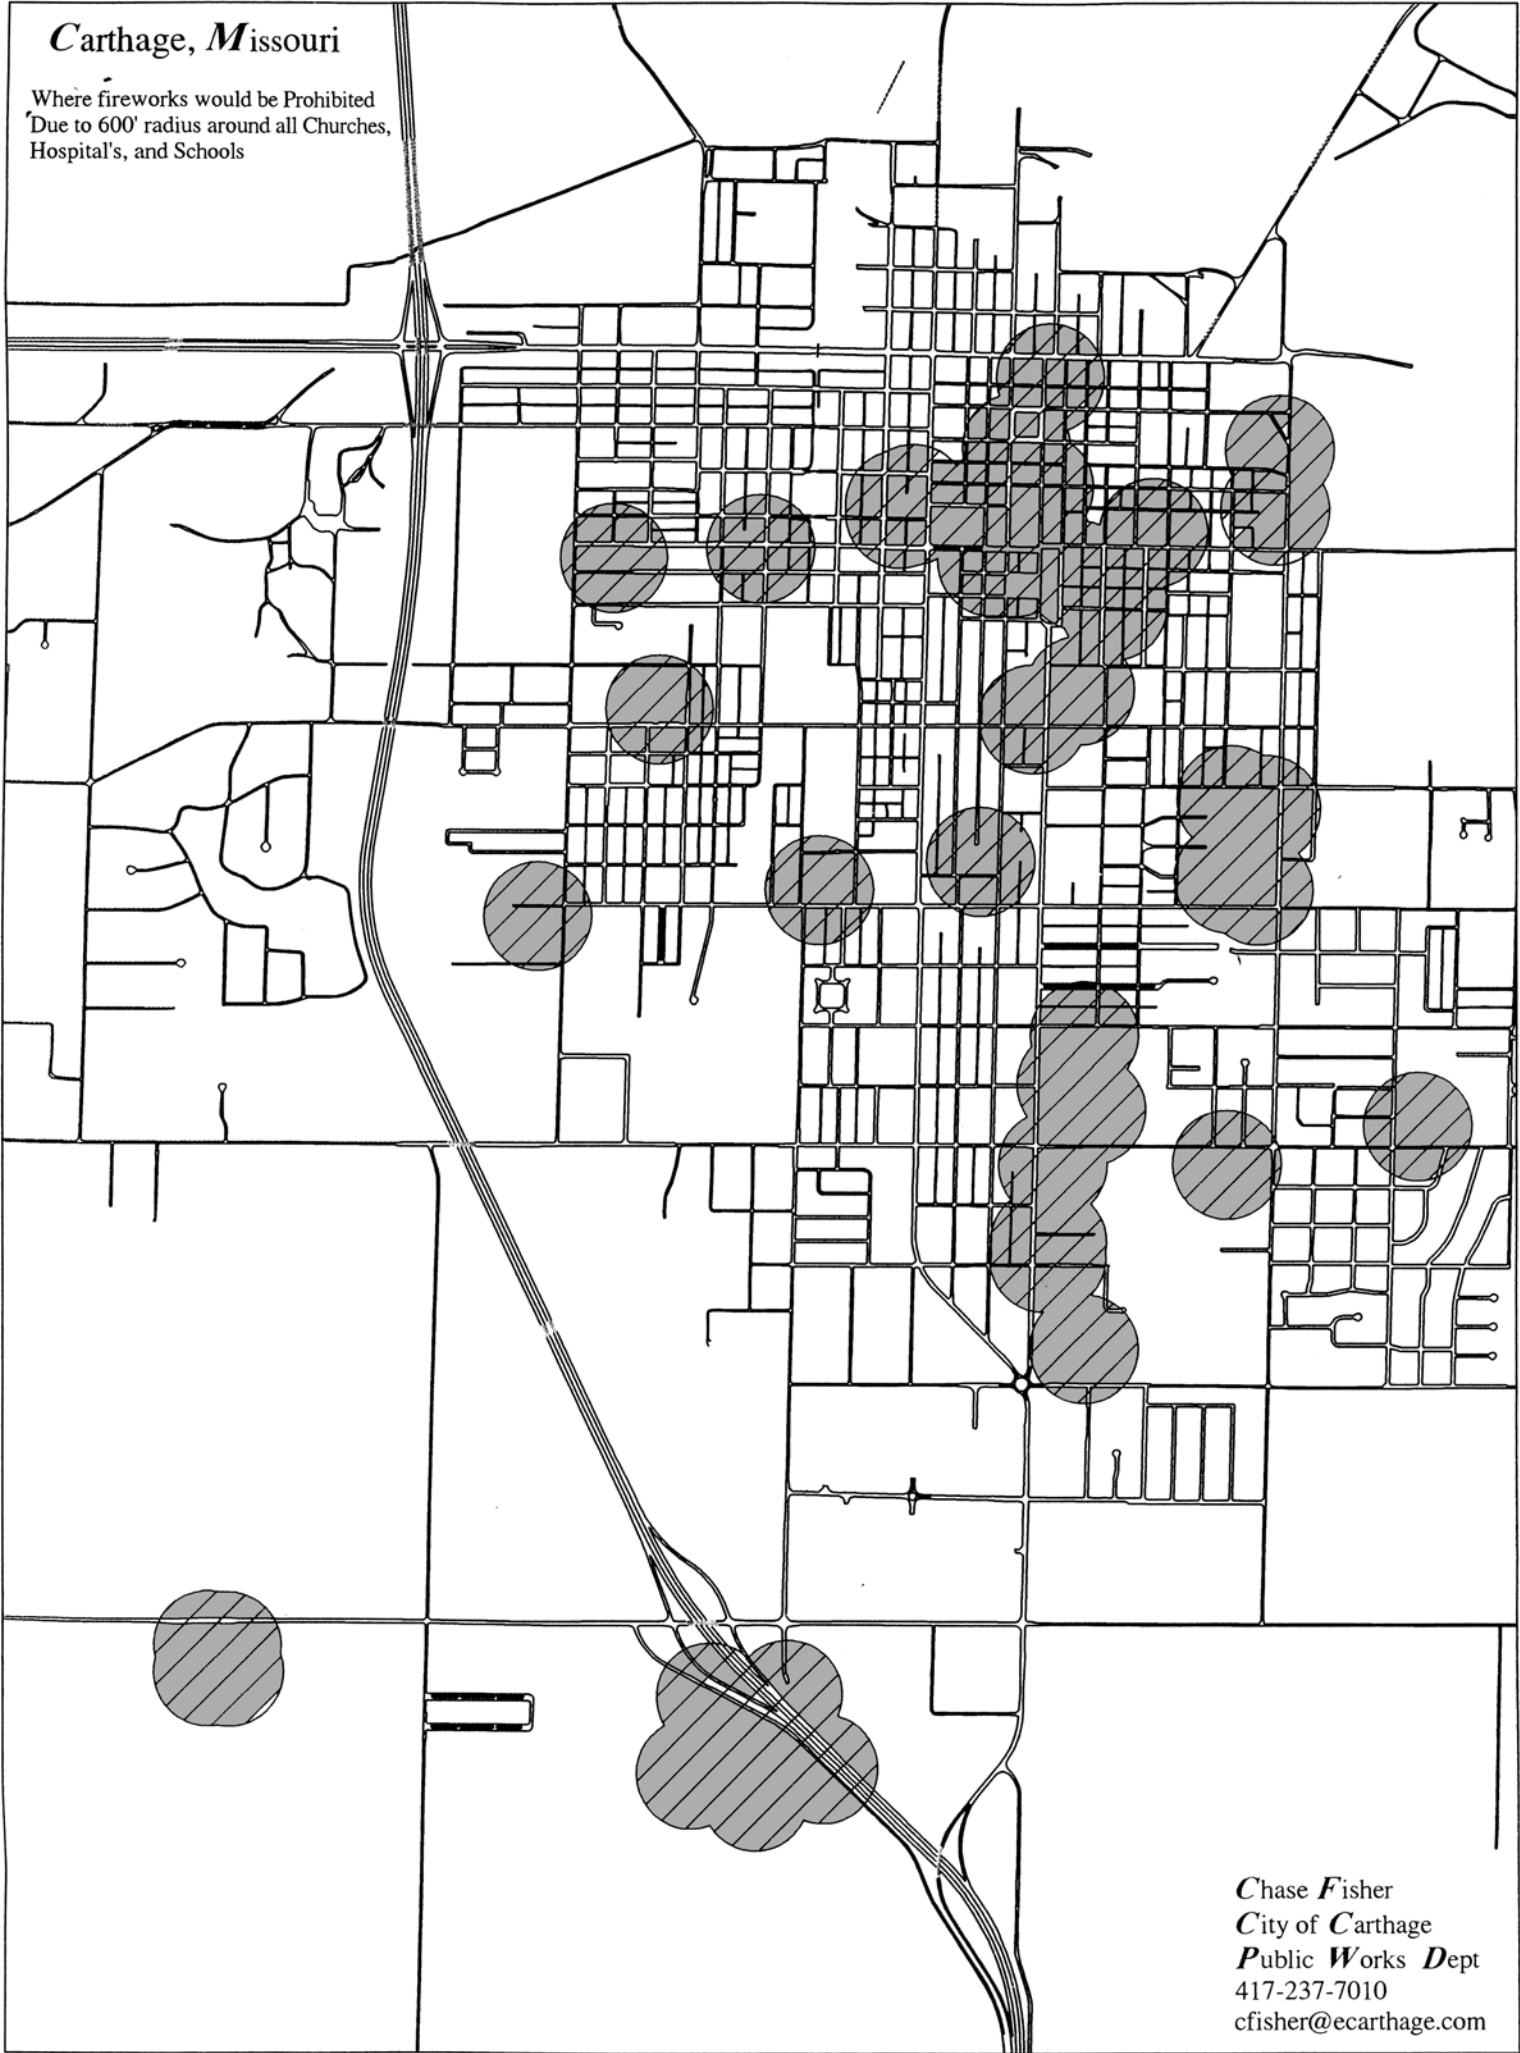 Carthage, Missouri
Where fireworks would be Prohibited
Due to 600' radius around all Churches,
Hospital's, and Schools
Chase Fisher
City of Carthage
Public Works Dept
417-237-7010
cfisher@ecarthage.com